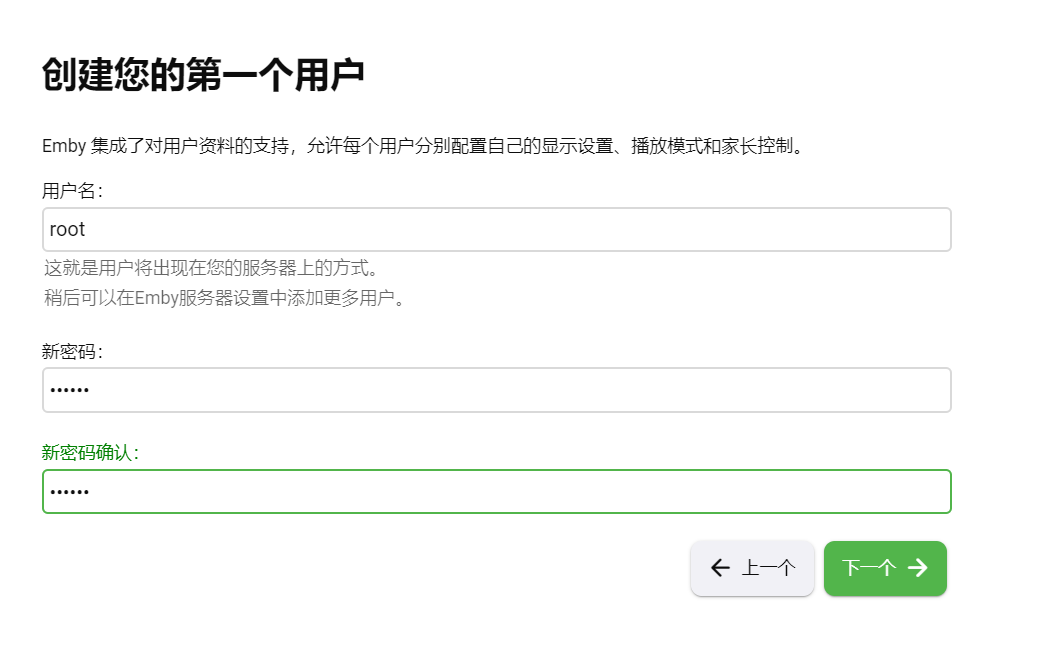 创建您的第一个用户
Emby 集成了对用户资料的支持，允许每个用户分别配置自己的显示设置、播放模式和家长控制。
用户名：
root
这就是用户将出现在您的服务器上的方式。
稍后可以在Emby服务器设置中添加更多用户。
新密码：
••••••
新密码确认：
••••••
上一个
下一个